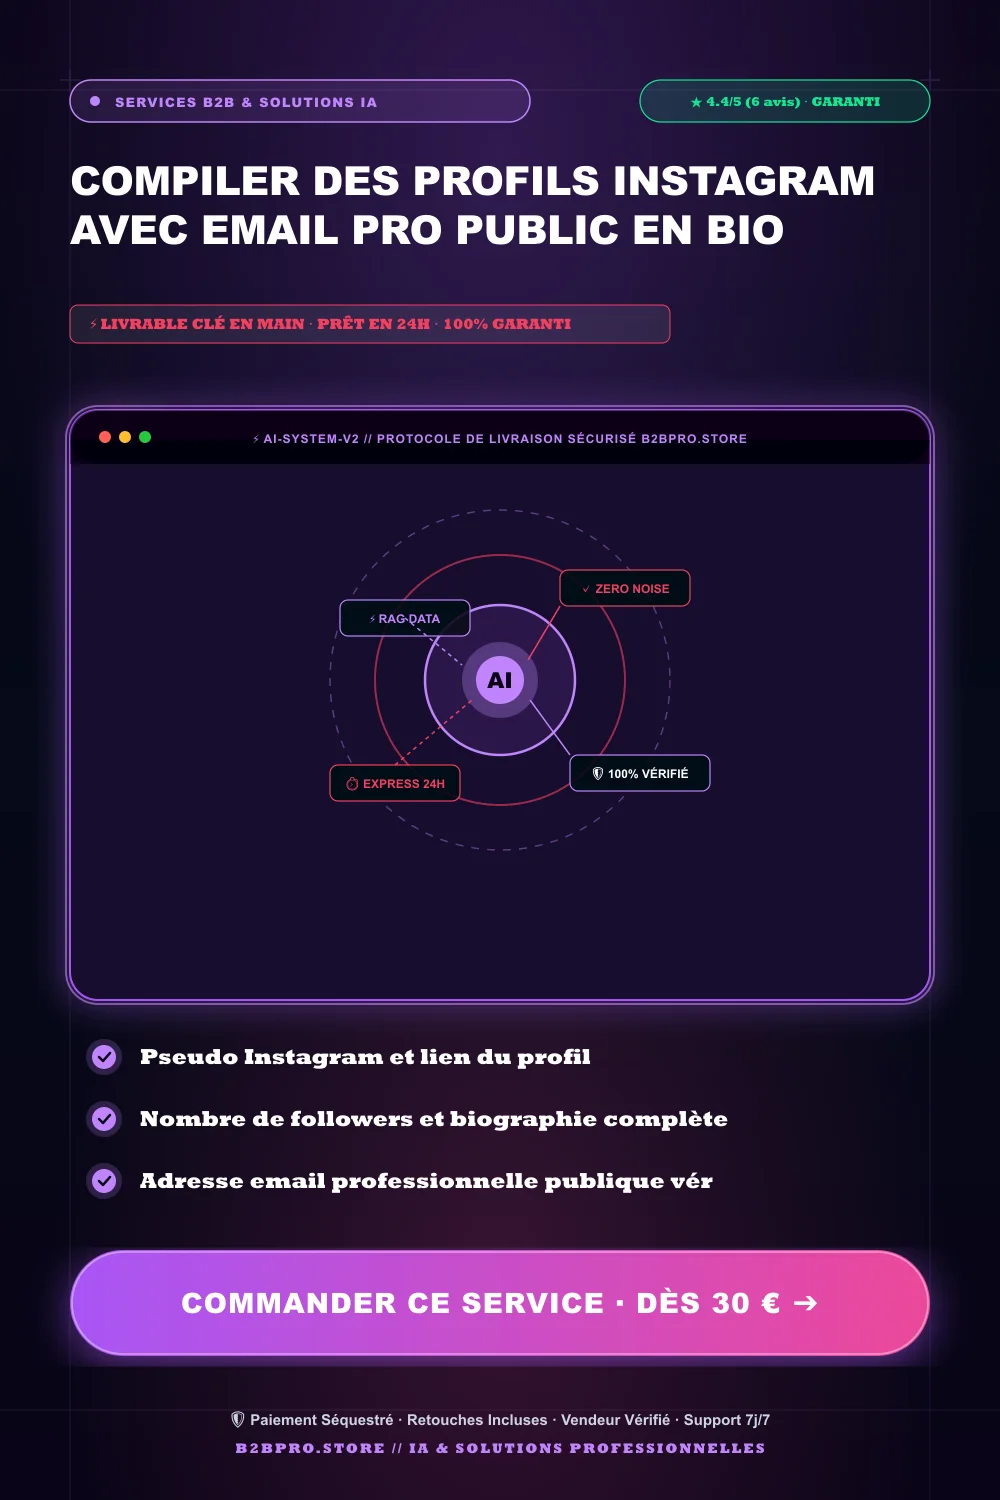 SERVICES B2B & SOLUTIONS IA
★ 4.4/5 (6 avis) · GARANTI
COMPILER DES PROFILS INSTAGRAM
AVEC EMAIL PRO PUBLIC EN BIO
⚡ LIVRABLE CLÉ EN MAIN · PRÊT EN 24H · 100% GARANTI
⚡ AI-SYSTEM-V2 // PROTOCOLE DE LIVRAISON SÉCURISÉ B2BPRO.STORE
✓ ZERO NOISE
⚡ RAG DATA
AI
🛡 100% VÉRIFIÉ
⏱ EXPRESS 24H
Pseudo Instagram et lien du profil
Nombre de followers et biographie complète
Adresse email professionnelle publique vér
COMMANDER CE SERVICE · DÈS 30 € ➔
🛡 Paiement Séquestré · Retouches Incluses · Vendeur Vérifié · Support 7j/7
B2BPRO.STORE // IA & SOLUTIONS PROFESSIONNELLES